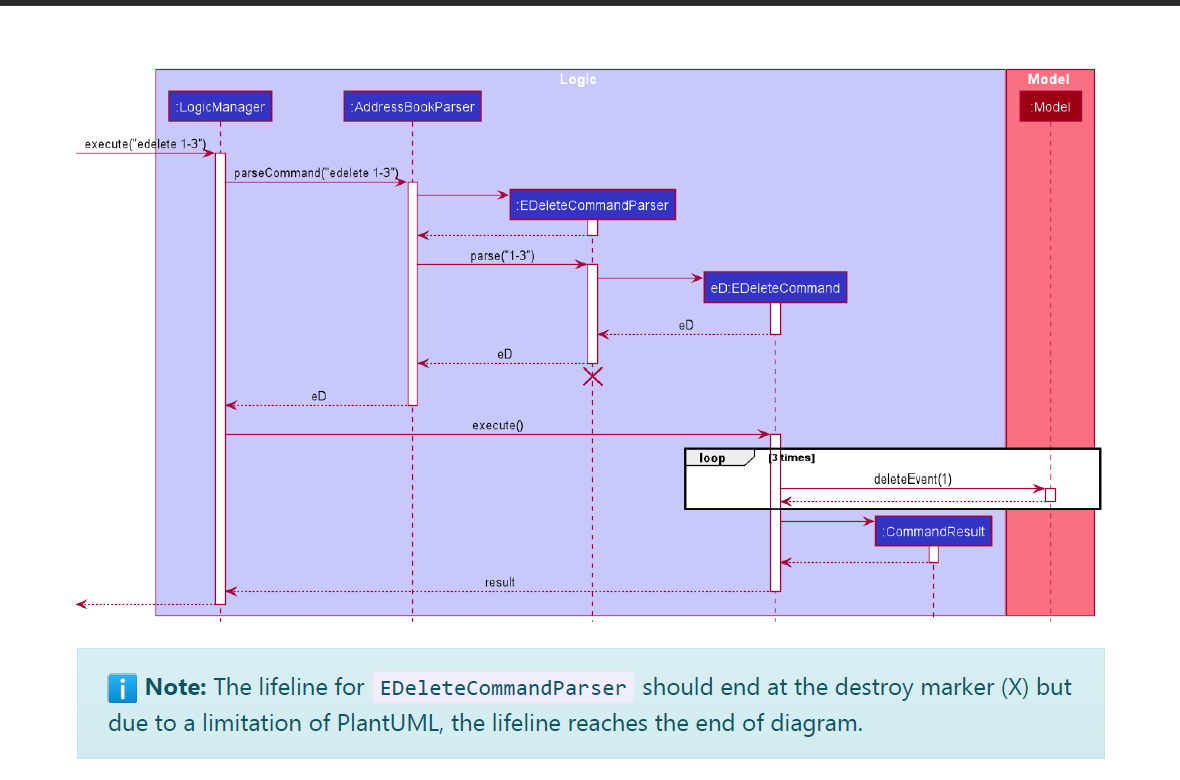 Logic
Model
:LogicManager
:AddressBookParser
:Model
execute("edelete 1-3")
parseCommand("edelete 1-3")
:EDeleteCommandParser
parse("1-3")
eD:EDeleteCommand
eD
eD
eD
execute()
loop
[3 times]
deleteEvent(1)
:CommandResult
result
Note: The lifeline for EDeleteCommandParser should end at the destroy marker (X) but
due to a limitation of PlantUML, the lifeline reaches the end of diagram.